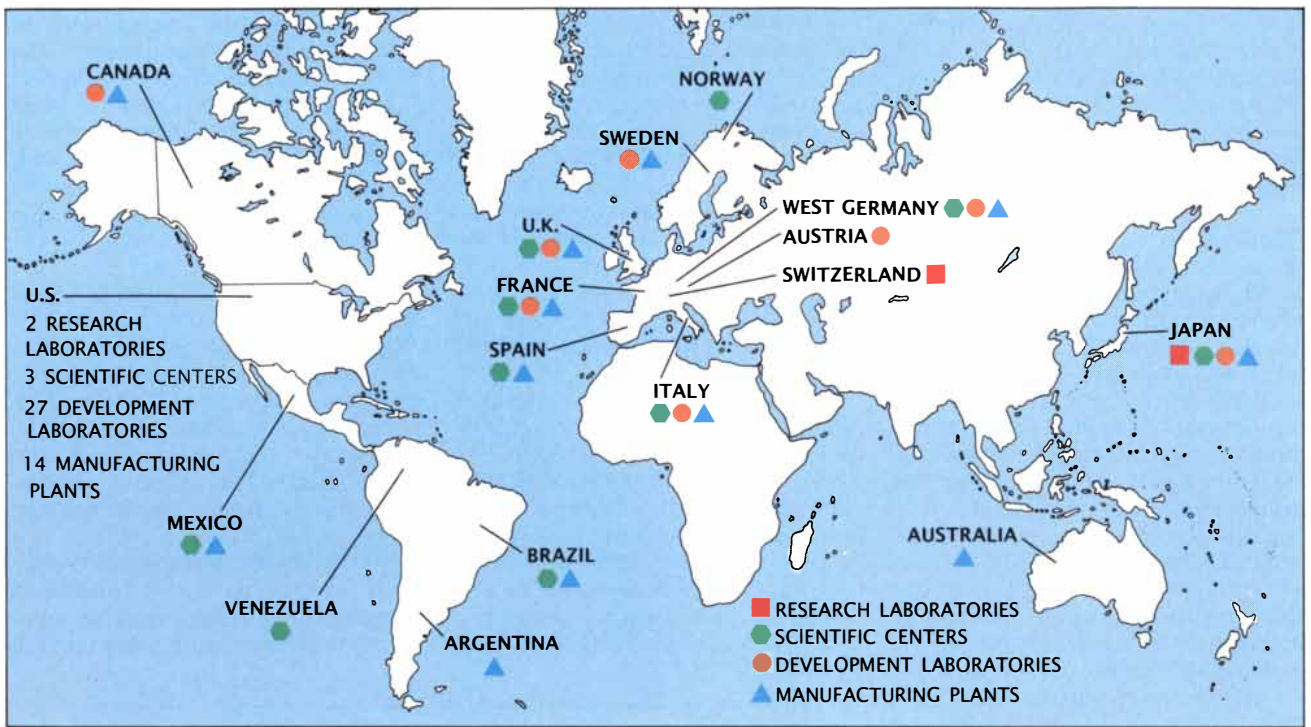 CANADA
NORWAY
SWEDEN
WEST GERMANY
U.K.
AUSTRIA
SWITZERLAND
FRANCE
U.S.
2 RESEARCH
LABORATORIES
3 SCIENTIFIC CENTERS
27 DEVELOPMENT
LABORATORIES
14 MANUFACTURING
PLANTS
SPAIN
ITALY
JAPAN
MEXICO
BRAZIL
AUSTRALIA
VENEZUELA
ARGENTINA
RESEARCH LABORATORIES
SCIENTIFIC CENTERS
DEVELOPMENT LABORATORIES
MANUFACTURING PLANTS